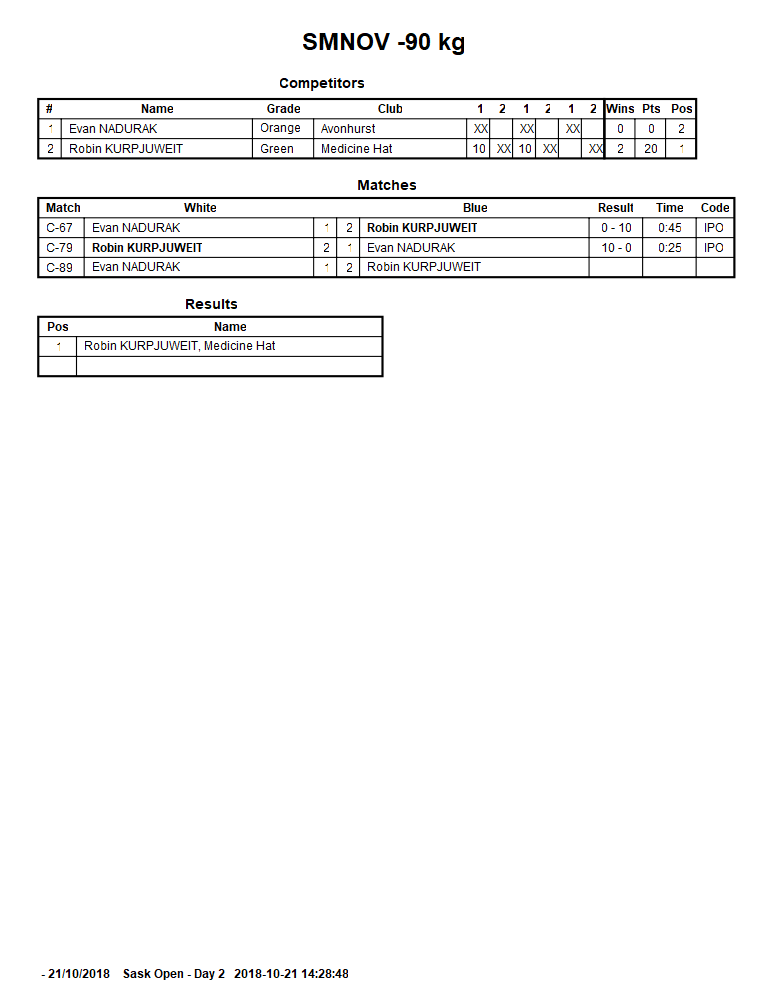 SMNOV -90 kg
Competitors
# Name Grade Club 1 2 1 2 1 2 Wins Pts Pos
1 Evan NADURAK Orange Avonhurst XX XX XX 0 0 2
2 Robin KURPJUWEIT Green Medicine Hat 10 XX 10 XX XX 2 20 1
Matches
Match White Blue Result Time Code
C-67 Evan NADURAK 1 2 Robin KURPJUWEIT 0 - 10 0:45 IPO
C-79 Robin KURPJUWEIT 2 1 Evan NADURAK 10 - 0 0:25 IPO
C-89 Evan NADURAK 1 2 Robin KURPJUWEIT
Results
Pos Name
1 Robin KURPJUWEIT, Medicine Hat
- 21/10/2018 Sask Open - Day 2 2018-10-21 14:28:48